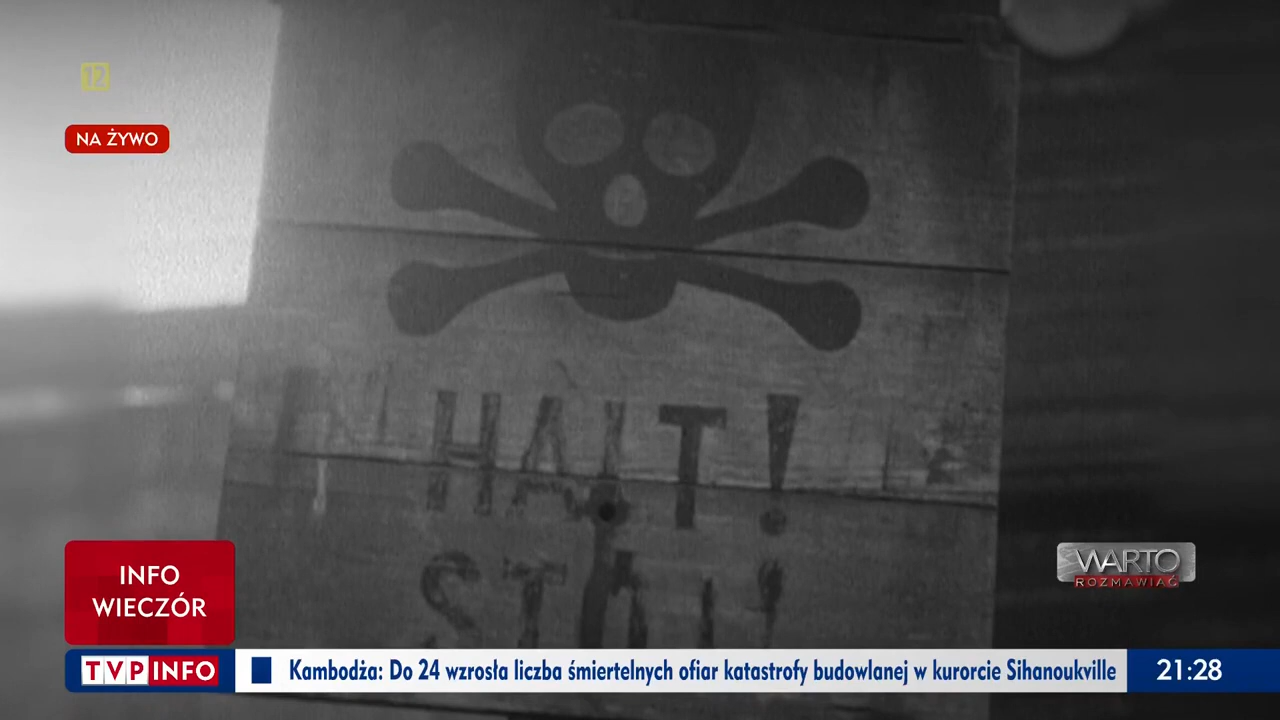 12
NA ŻYWO
HALT!
STÓJ!
INFO
WIECZÓR
WARTO
ROZMAWIAĆ
TVP INFO
Kambodża: Do 24 wzrosła liczba śmiertelnych ofiar katastrofy budowlanej w kurorcie Sihanoukville
21:28